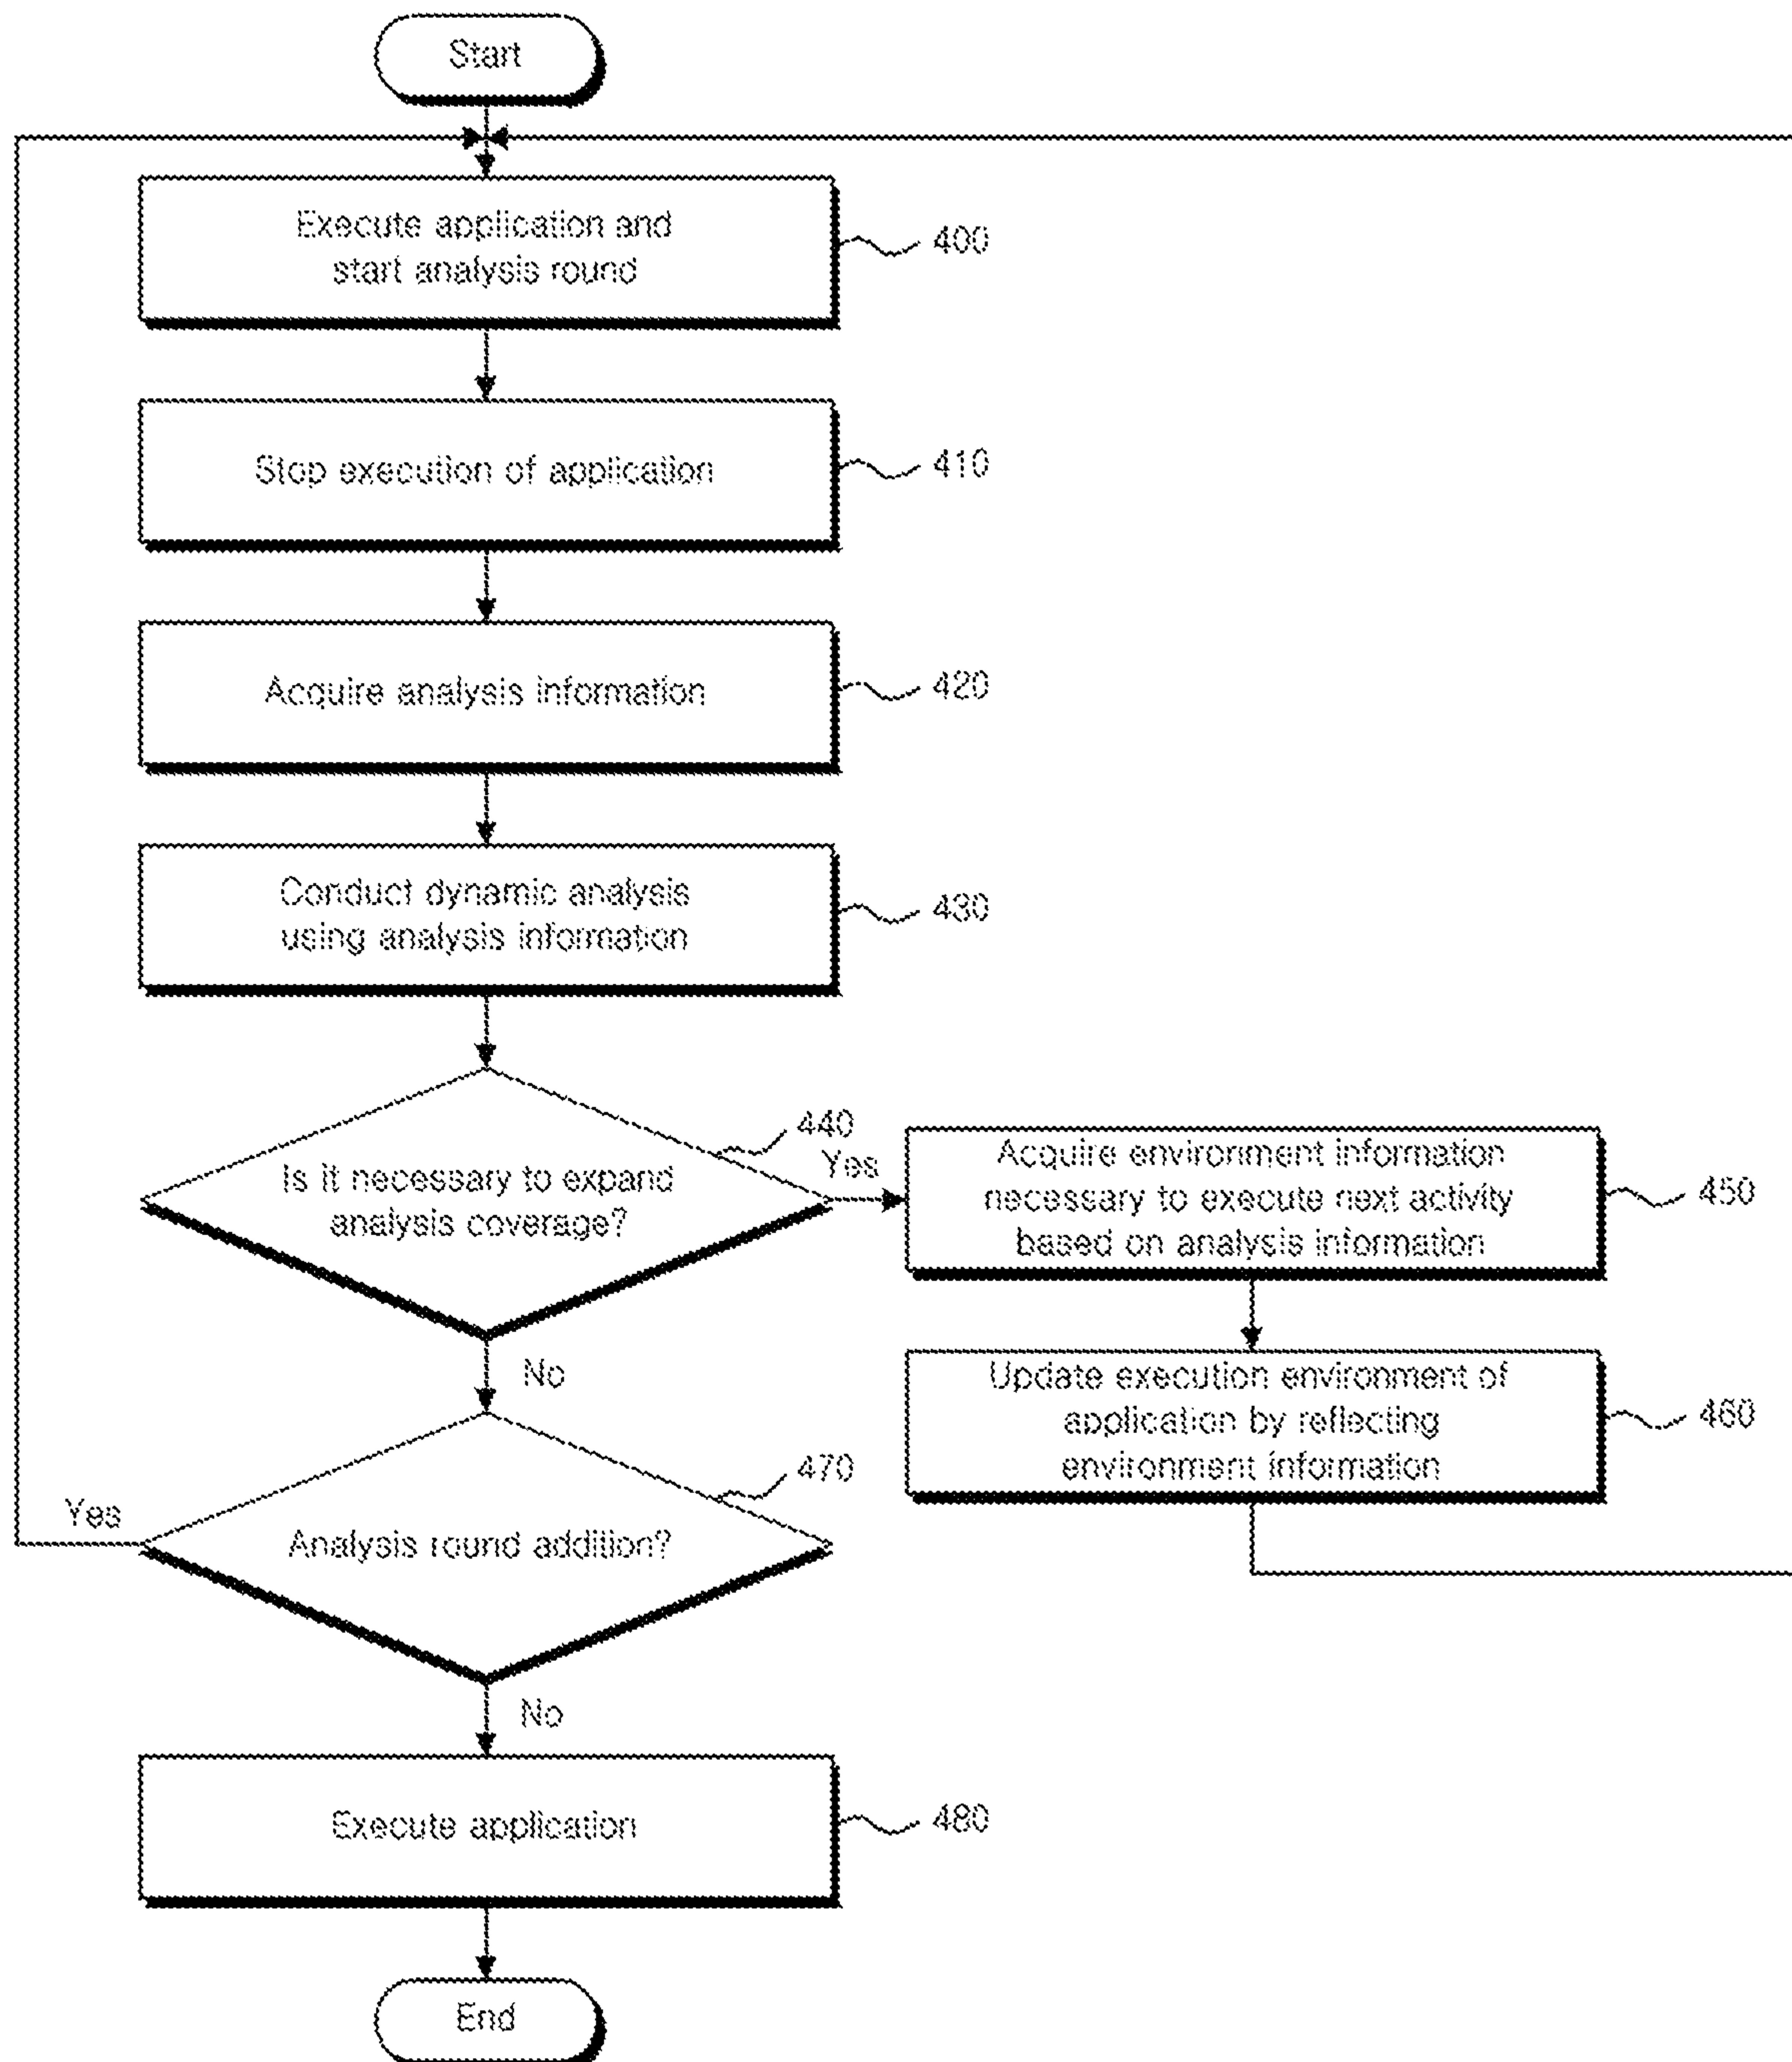 Start
Execute application and
start analysis round
400
Stop execution of application
410
Acquire analysis information
420
Conduct dynamic analysis
using analysis information
430
440
Is it necessary to expand
analysis coverage?
Yes
Acquire environment information
necessary to execute next activity
based on analysis information
450
No
Update execution environment of
application by reflecting
environment information
460
470
Yes
Analysis round addition?
No
Execute application
480
End